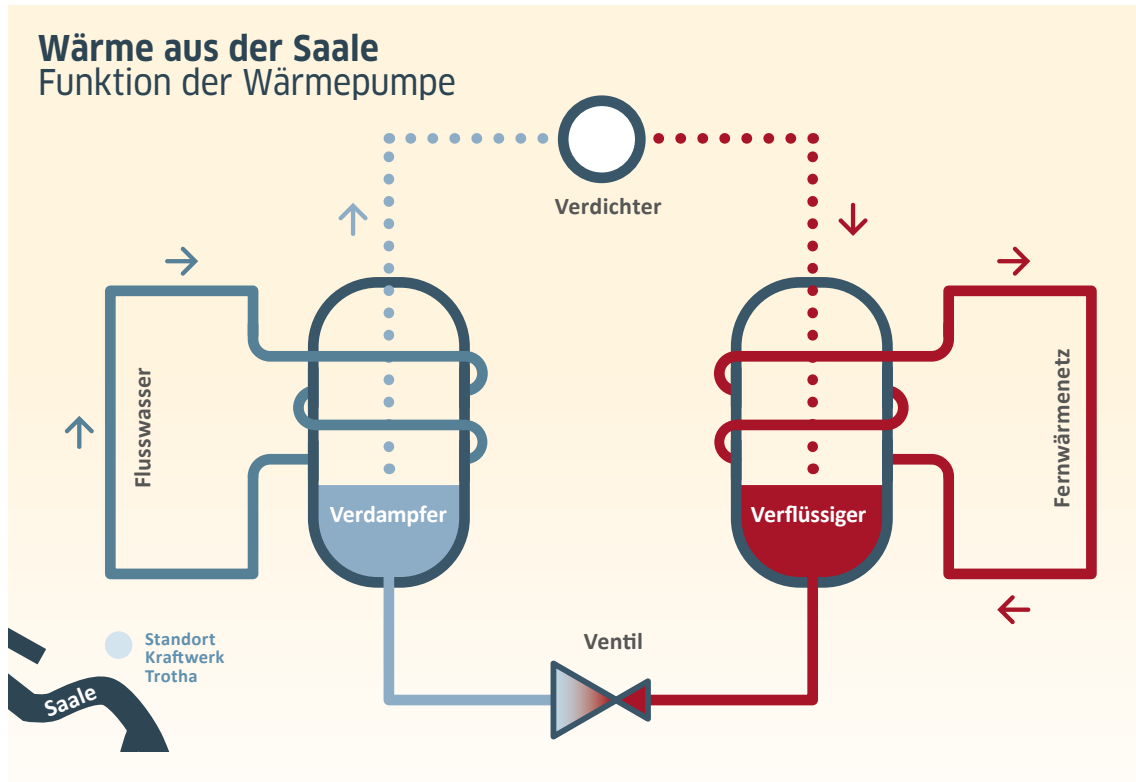 Wärme aus der Saale
Funktion der Wärmepumpe
Verdichter
Flusswasser
Fernwärmenetz
Verdampfer
Verflüssiger
Ventil
Standort
Kraftwerk
Trotha
Saale